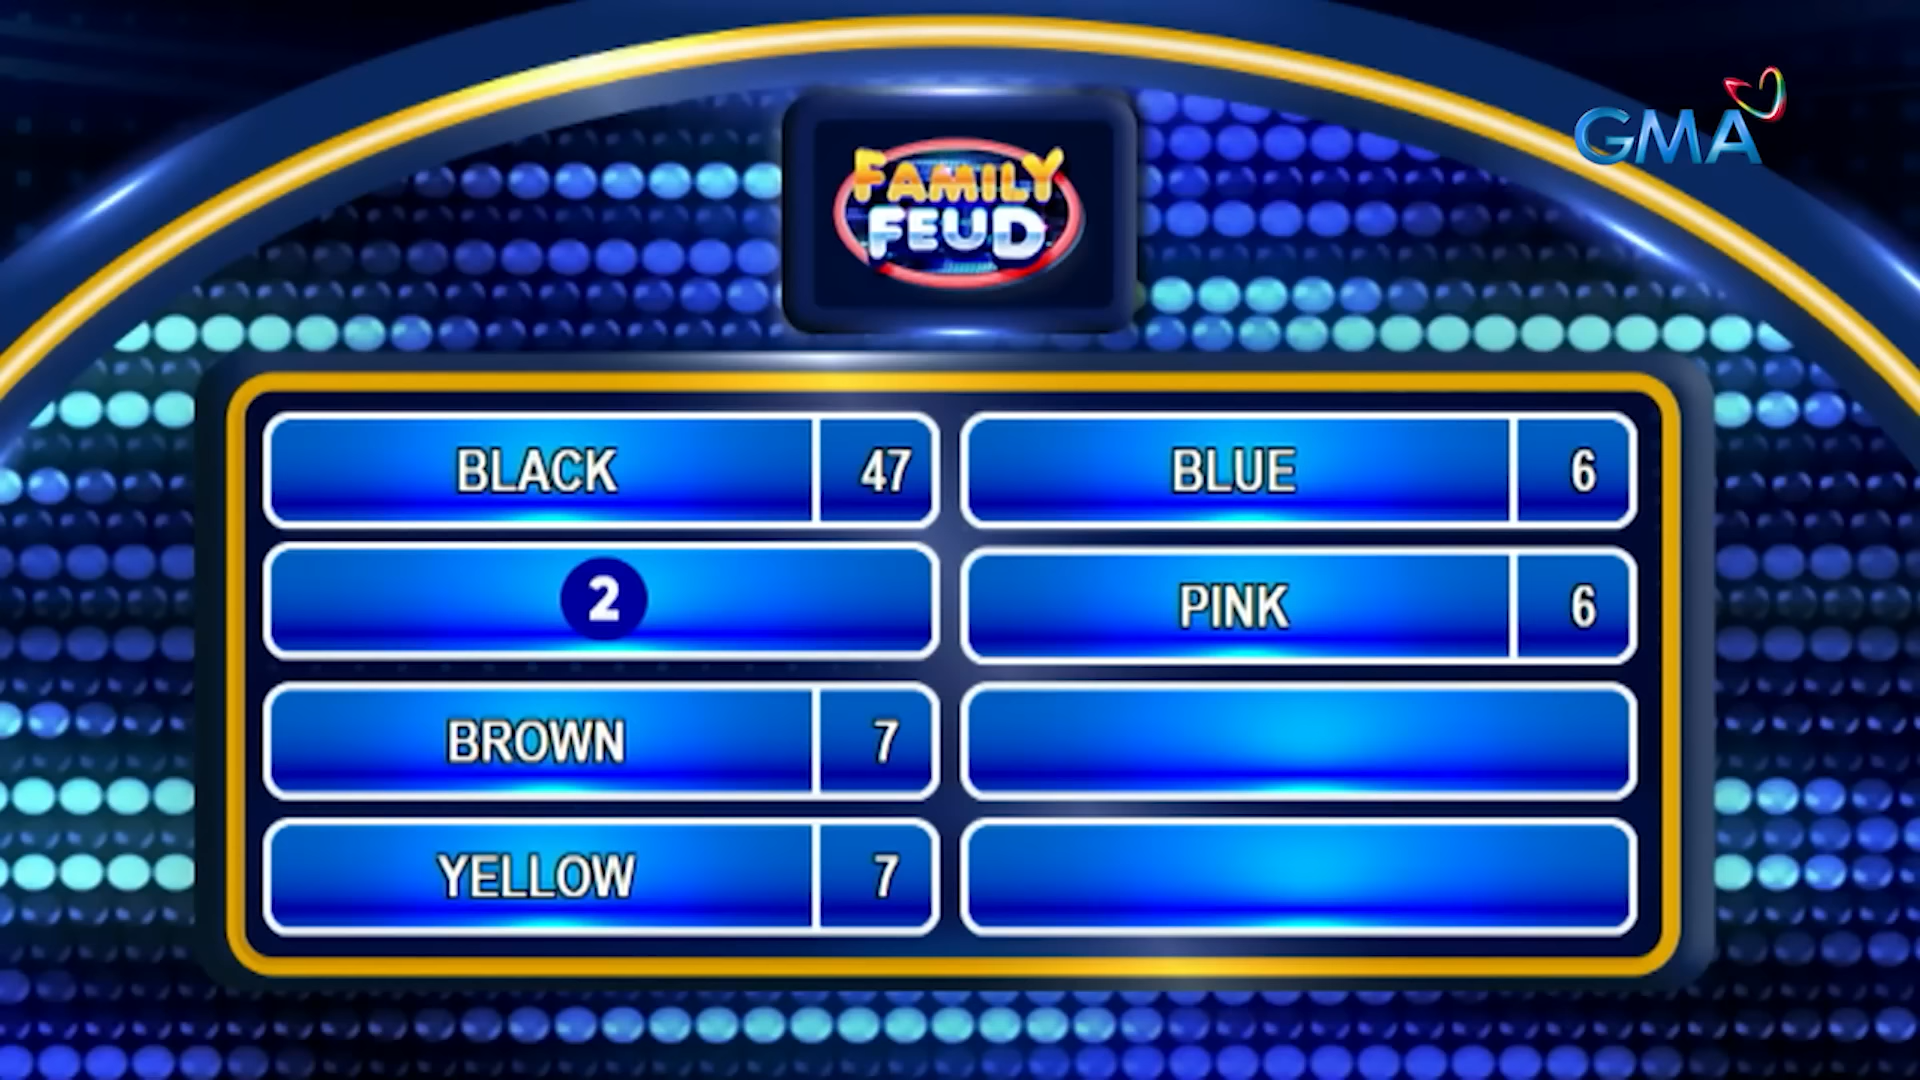 GMA
FAMILY
FEUD
BLACK 47
2
BROWN 7
YELLOW 7
BLUE 6
PINK 6